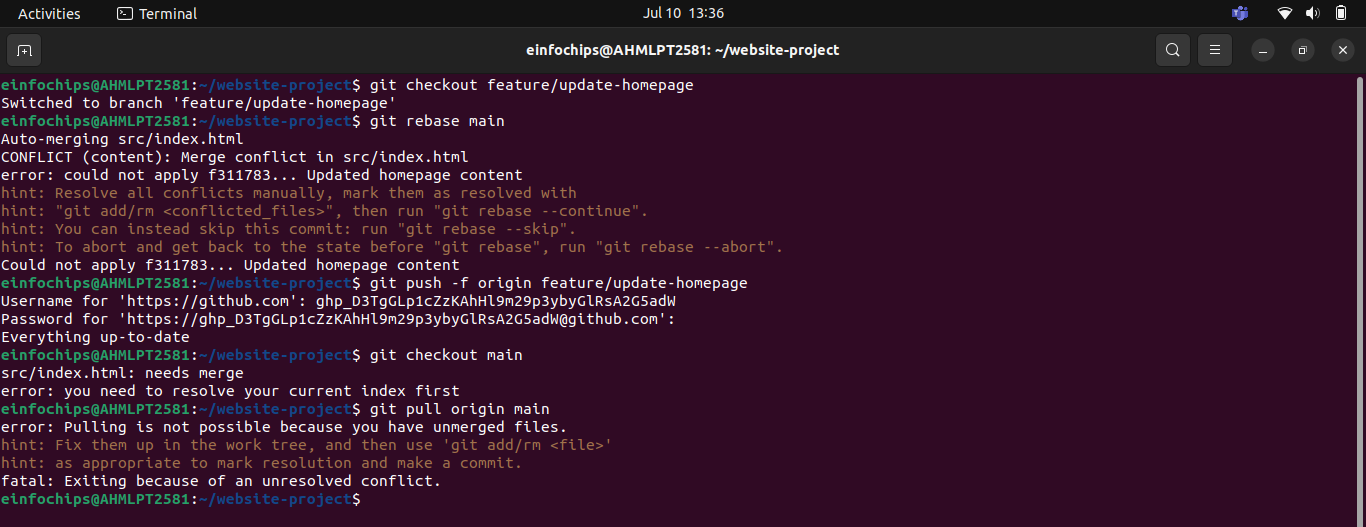 Activities
Terminal
Jul 10 13:36
einfochips@AHMLPT2581: ~/website-project
einfochips@AHMLPT2581:~/website-project$ git checkout feature/update-homepage
Switched to branch 'feature/update-homepage'
einfochips@AHMLPT2581:~/website-project$ git rebase main
Auto-merging src/index.html
CONFLICT (content): Merge conflict in src/index.html
error: could not apply f311783... Updated homepage content
hint: Resolve all conflicts manually, mark them as resolved with
hint: "git add/rm <conflicted_files>", then run "git rebase --continue".
hint: You can instead skip this commit: run "git rebase --skip".
hint: To abort and get back to the state before "git rebase", run "git rebase --abort".
Could not apply f311783... Updated homepage content
einfochips@AHMLPT2581:~/website-project$ git push -f origin feature/update-homepage
Username for 'https://github.com': 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
Password for 'https://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@github.com':
Everything up-to-date
einfochips@AHMLPT2581:~/website-project$ git checkout main
src/index.html: needs merge
error: you need to resolve your current index first
einfochips@AHMLPT2581:~/website-project$ git pull origin main
error: Pulling is not possible because you have unmerged files.
hint: Fix them up in the work tree, and then use 'git add/rm <file>'
hint: as appropriate to mark resolution and make a commit.
fatal: Exiting because of an unresolved conflict.
einfochips@AHMLPT2581:~/website-project$